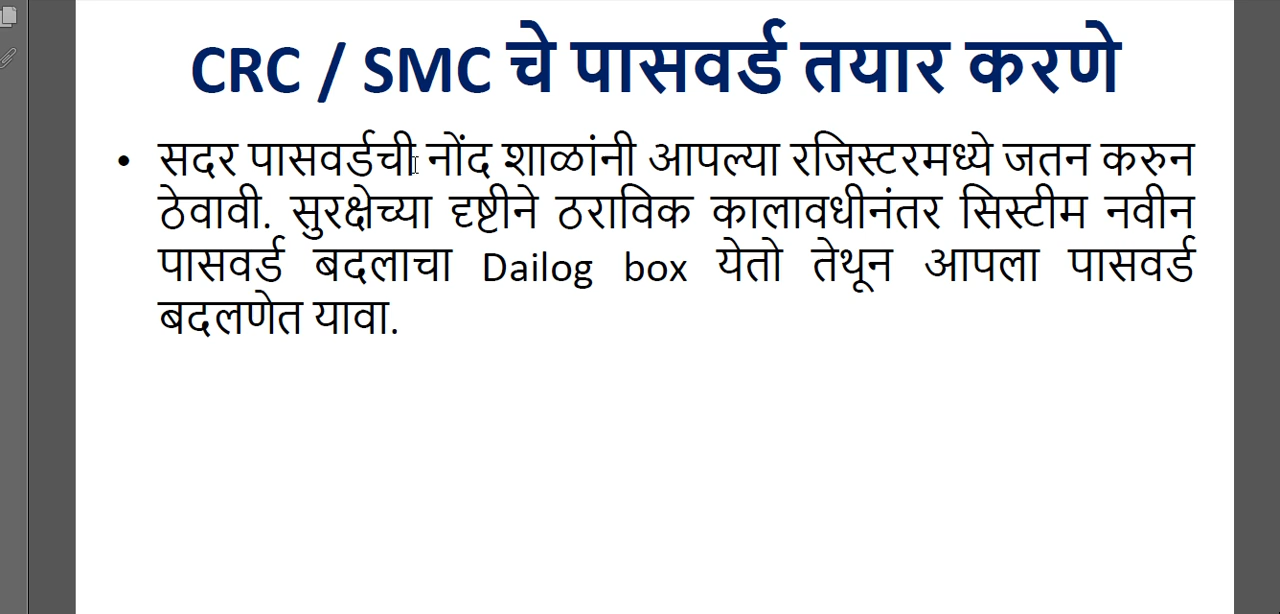 CRC / SMC चे पासवर्ड तयार करणे
• सदर पासवर्डची नोंद शाळांनी आपल्या रजिस्टरमध्ये जतन करुन
ठेवावी. सुरक्षेच्या दृष्टीने ठराविक कालावधीनंतर सिस्टीम नवीन
पासवर्ड बदलाचा Dailog box येतो तेथून आपला पासवर्ड
बदलणेत यावा.